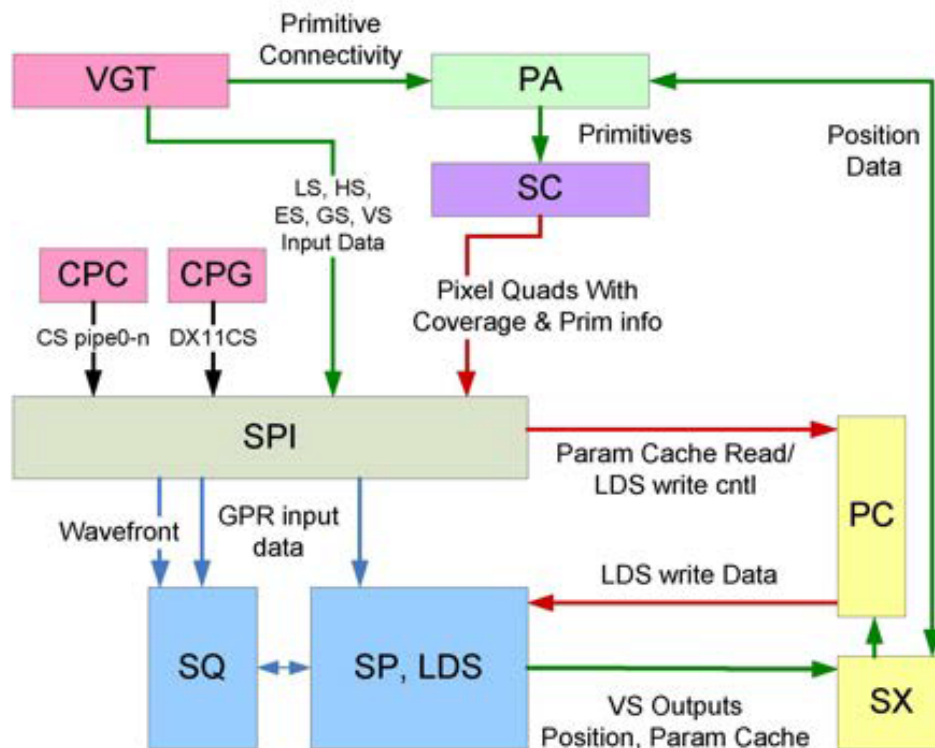 Primitive
Connectivity
VGT
PA
Primitives
Position
Data
SC
LS, HS,
ES, GS, VS
Input Data
CPC
CPG
Pixel Quads With
Coverage & Prim info
CS pipe0-n
DX11CS
SPI
Param Cache Read/
LDS write cntl
PC
Wavefront
GPR input
data
LDS write Data
SQ
SP, LDS
SX
VS Outputs
Position, Param Cache